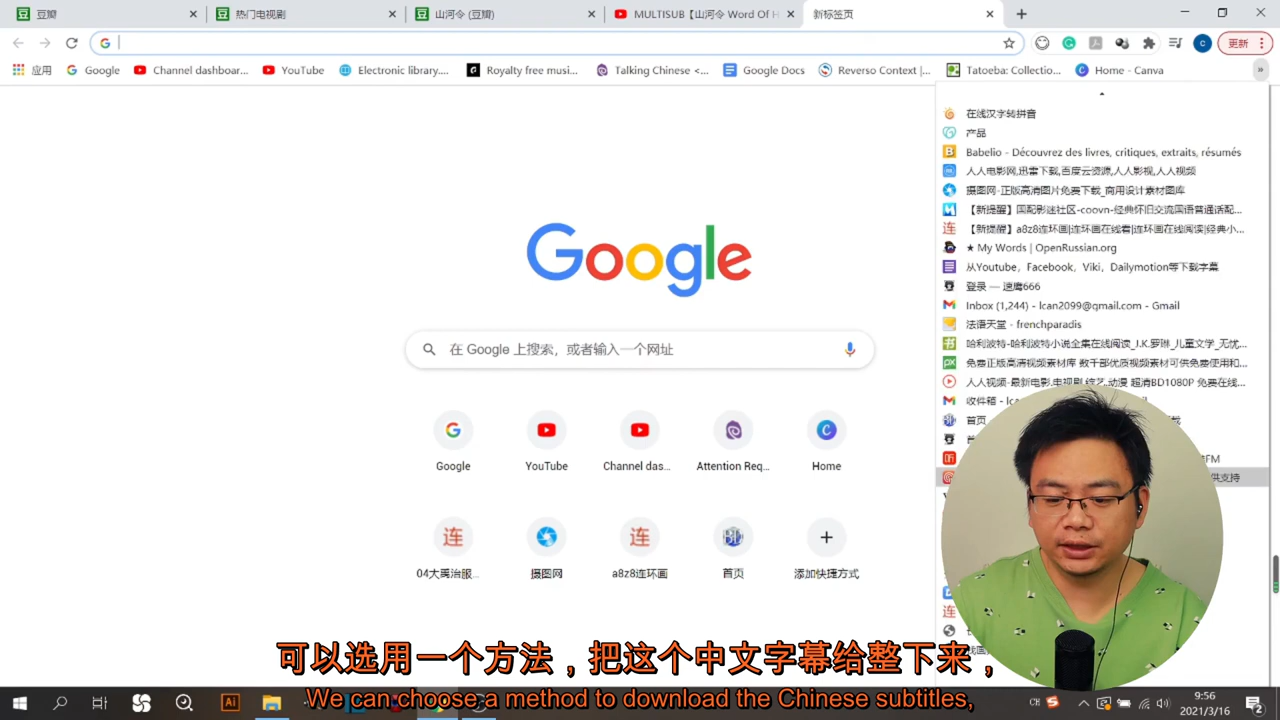 豆瓣
热门电视剧
山河令 (豆瓣)
MULTISUB【山河令 Word Of H
新标签页
更新
应用
Google
Channel dashboar...
YouTube
Electronic library....
Royalty free musi...
Talking Chinese <...
Google Docs
Reverso Context |...
Tatoeba: Collectio...
Home - Canva
在线汉字转拼音
产品
Babelio - Découvrez des livres, critiques, extraits, résumés
人人电影网,迅雷下载,百度云资源,人人影视,人人视频
摄图网-正版高清图片免费下载_商用设计素材图库
【新提醒】国配影迷社区-coovn-经典怀旧交流国语普通话配...
【新提醒】a8z8连环画|连环画在线看|连环画在线阅读|经典小...
★ My Words | OpenRussian.org
从Youtube，Facebook，Viki，Dailymotion等下载字幕
登录 — 速鹰666
Inbox (1,244) - lcan2099@gmail.com - Gmail
法语天堂 - frenchparadis
哈利波特-哈利波特小说全集在线阅读_J.K.罗琳_儿童文学_无忧...
免费正版高清视频素材库 数千部优质视频素材可供免费使用和...
人人视频-最新电影,电视剧,综艺,动漫 超清BD1080P 免费在线...
收件箱 - lca
首页
FM
供支持
Google
在 Google 上搜索，或者输入一个网址
Google
YouTube
Channel das...
Attention Req...
Home
连
连
04大禹治服...
摄图网
a8z8连环画
首页
添加快捷方式
可以选用一个方法，把这个中文字幕给整下来，
We can choose a method to download the Chinese subtitles,
CH
9:56
2021/3/16